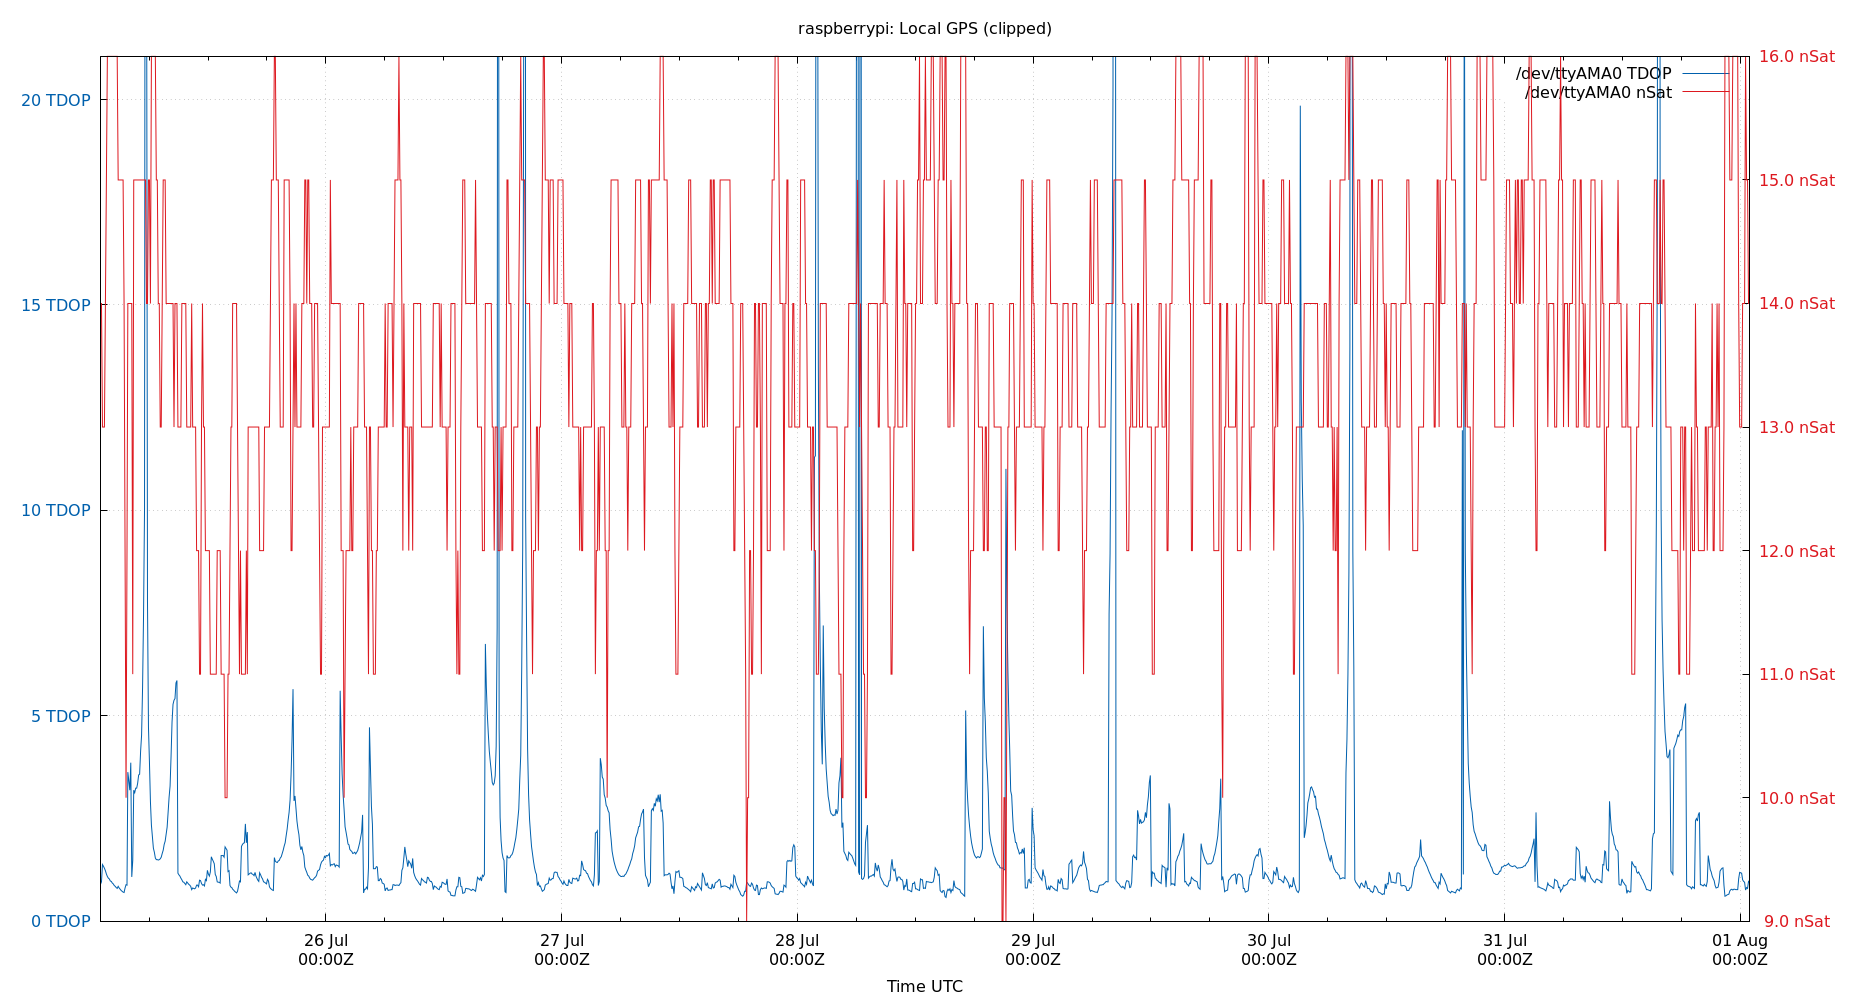 raspberrypi: Local GPS (clipped)
16.0 nSat
/dev/ttyAMA0 TDOP
/dev/ttyAMA0 nSat
20 TDOP
15.0 nSat
15 TDOP
14.0 nSat
13.0 nSat
10 TDOP
12.0 nSat
11.0 nSat
5 TDOP
10.0 nSat
0 TDOP
9.0 nSat
26 Jul 27 Jul 28 Jul 29 Jul 30 Jul 31 Jul 01 Aug
00:00Z 00:00Z 00:00Z 00:00Z 00:00Z 00:00Z 00:00Z
Time UTC